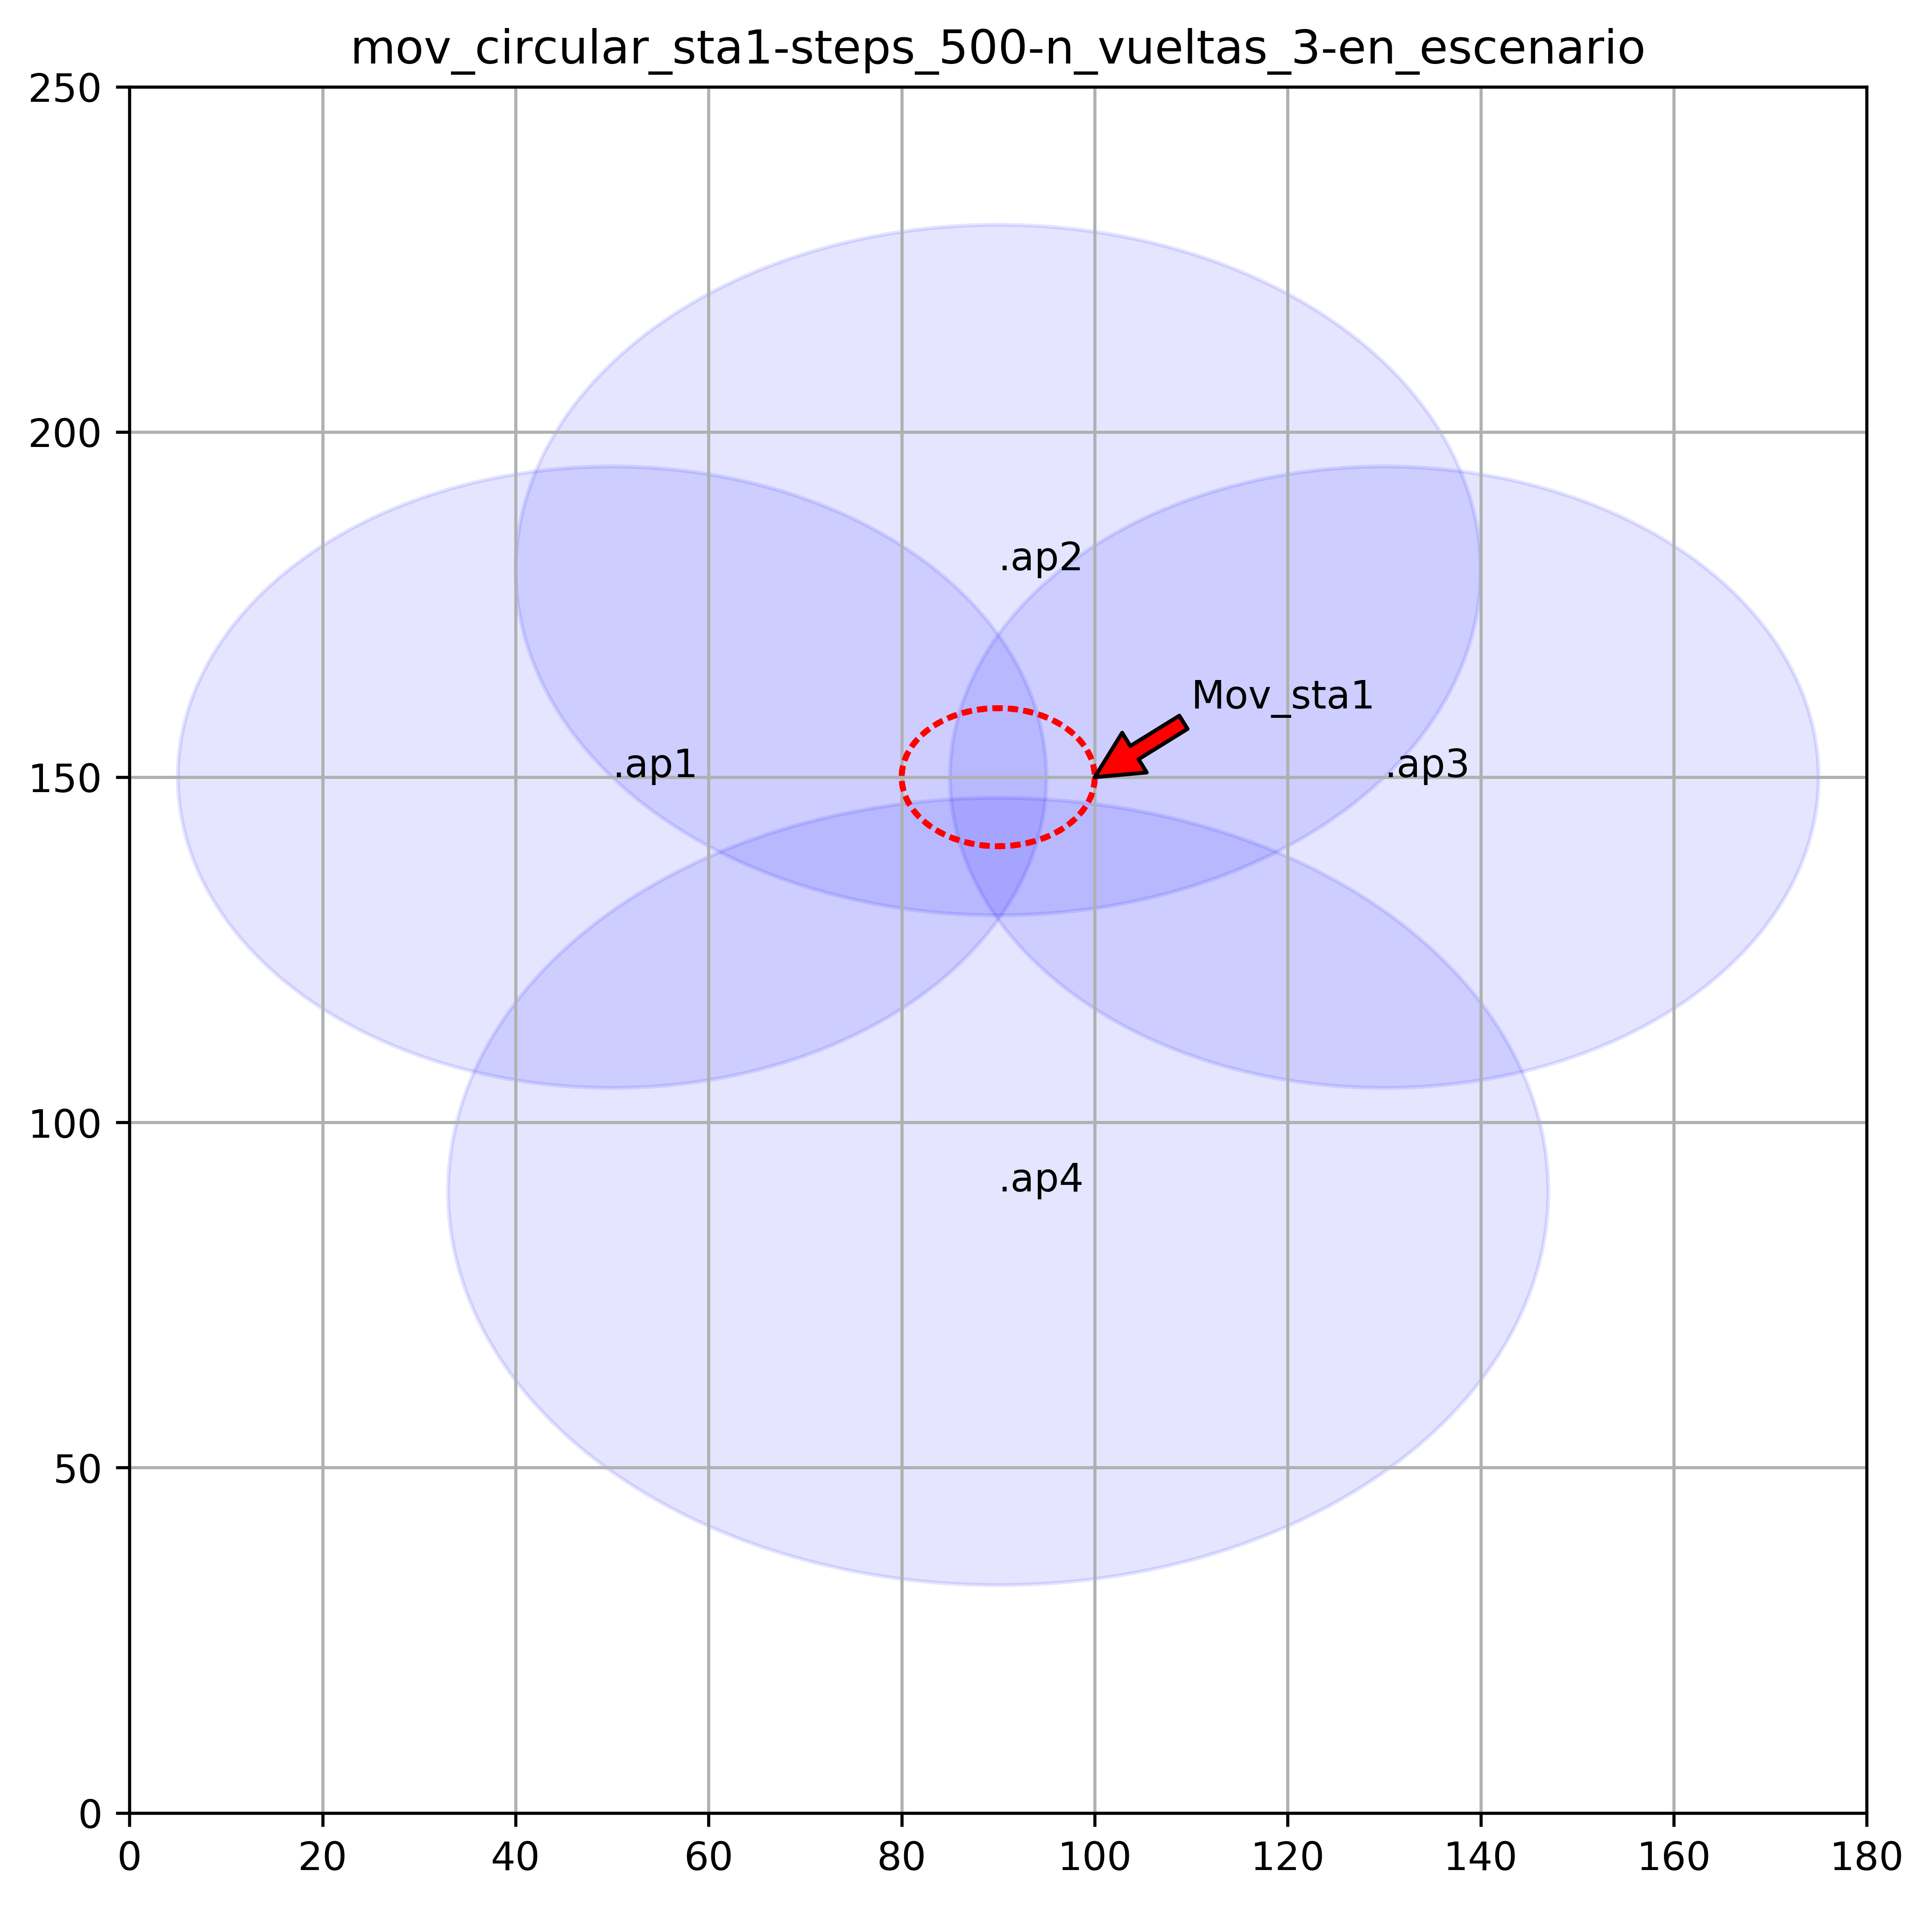 mov_circular_sta1-steps_500-n_vueltas_3-en_escenario
250
200
150
100
50
0
.ap2
Mov_sta1
.ap1
.ap3
.ap4
0 20 40 60 80 100 120 140 160 180